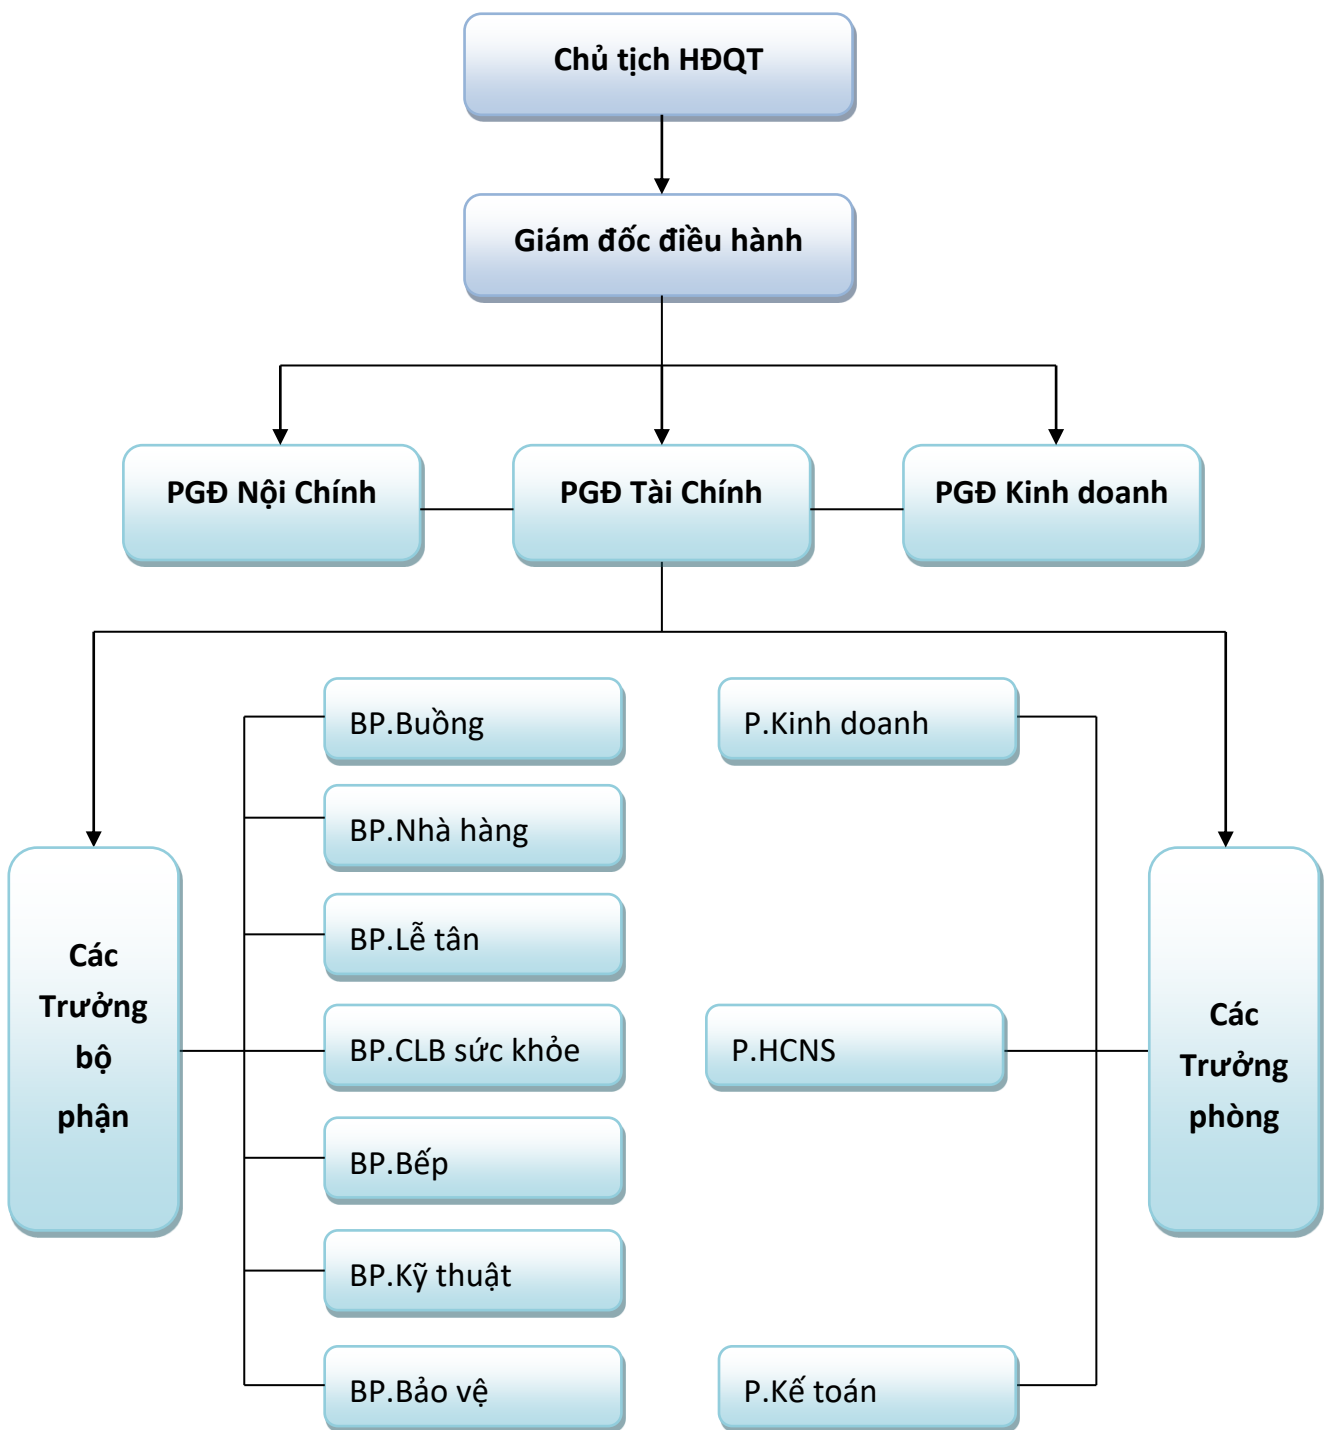 Chủ tịch HĐQT
Giám đốc điều hành
PGĐ Nội Chính
PGĐ Tài Chính
PGĐ Kinh doanh
Các
Trưởng
bộ
phận
BP.Buồng
BP.Nhà hàng
BP.Lễ tân
BP.CLB sức khỏe
BP.Bếp
BP.Kỹ thuật
BP.Bảo vệ
P.Kinh doanh
P.HCNS
P.Kế toán
Các
Trưởng
phòng